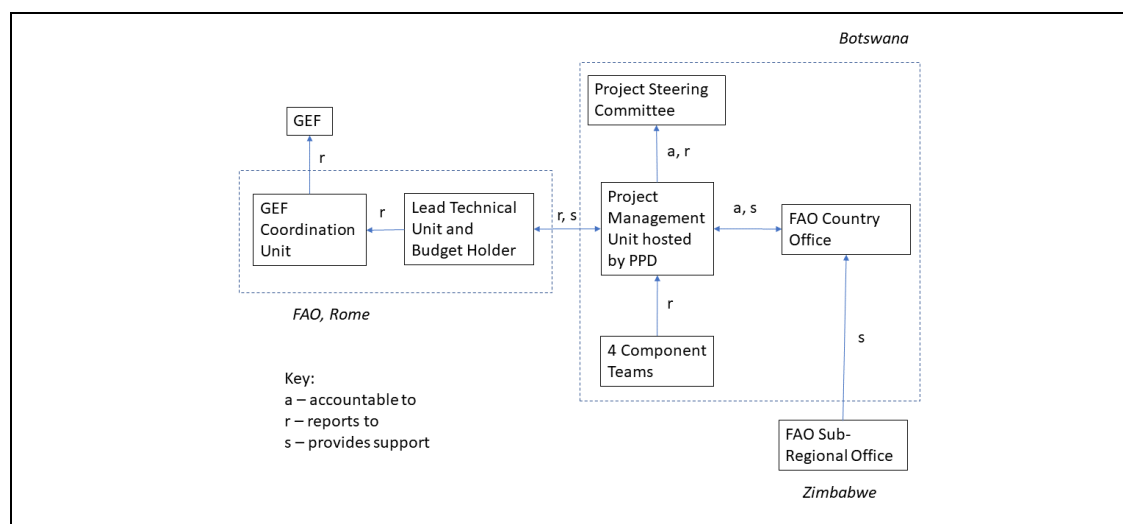 Botswana
Project Steering
Committee
GEF
a, r
r
GEF
Coordination
Unit
r
Lead Technical
Unit and
Budget Holder
r, s
Project
Management
Unit hosted
by PPD
a, s
FAO Country
Office
FAO, Rome
r
4 Component
Teams
s
Key:
a – accountable to
r – reports to
s – provides support
FAO Sub-
Regional Office
Zimbabwe